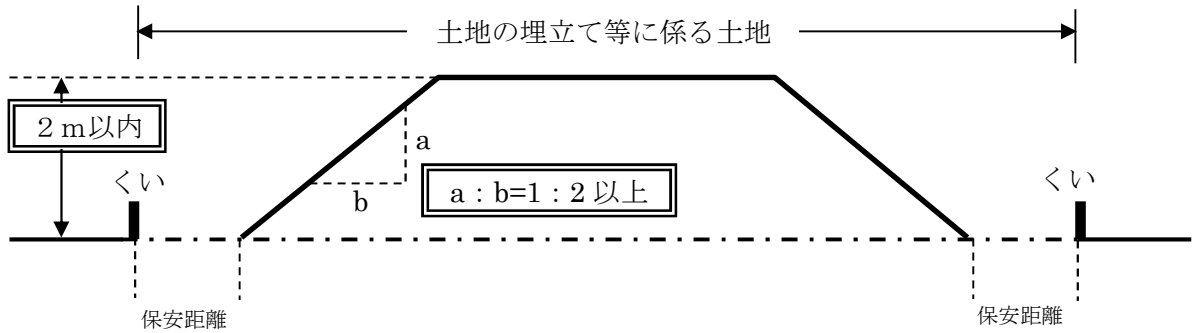 土地の埋立て等に係る土地
２ｍ以内
a
くい
b
a：b=1：2 以上
くい
保安距離
保安距離